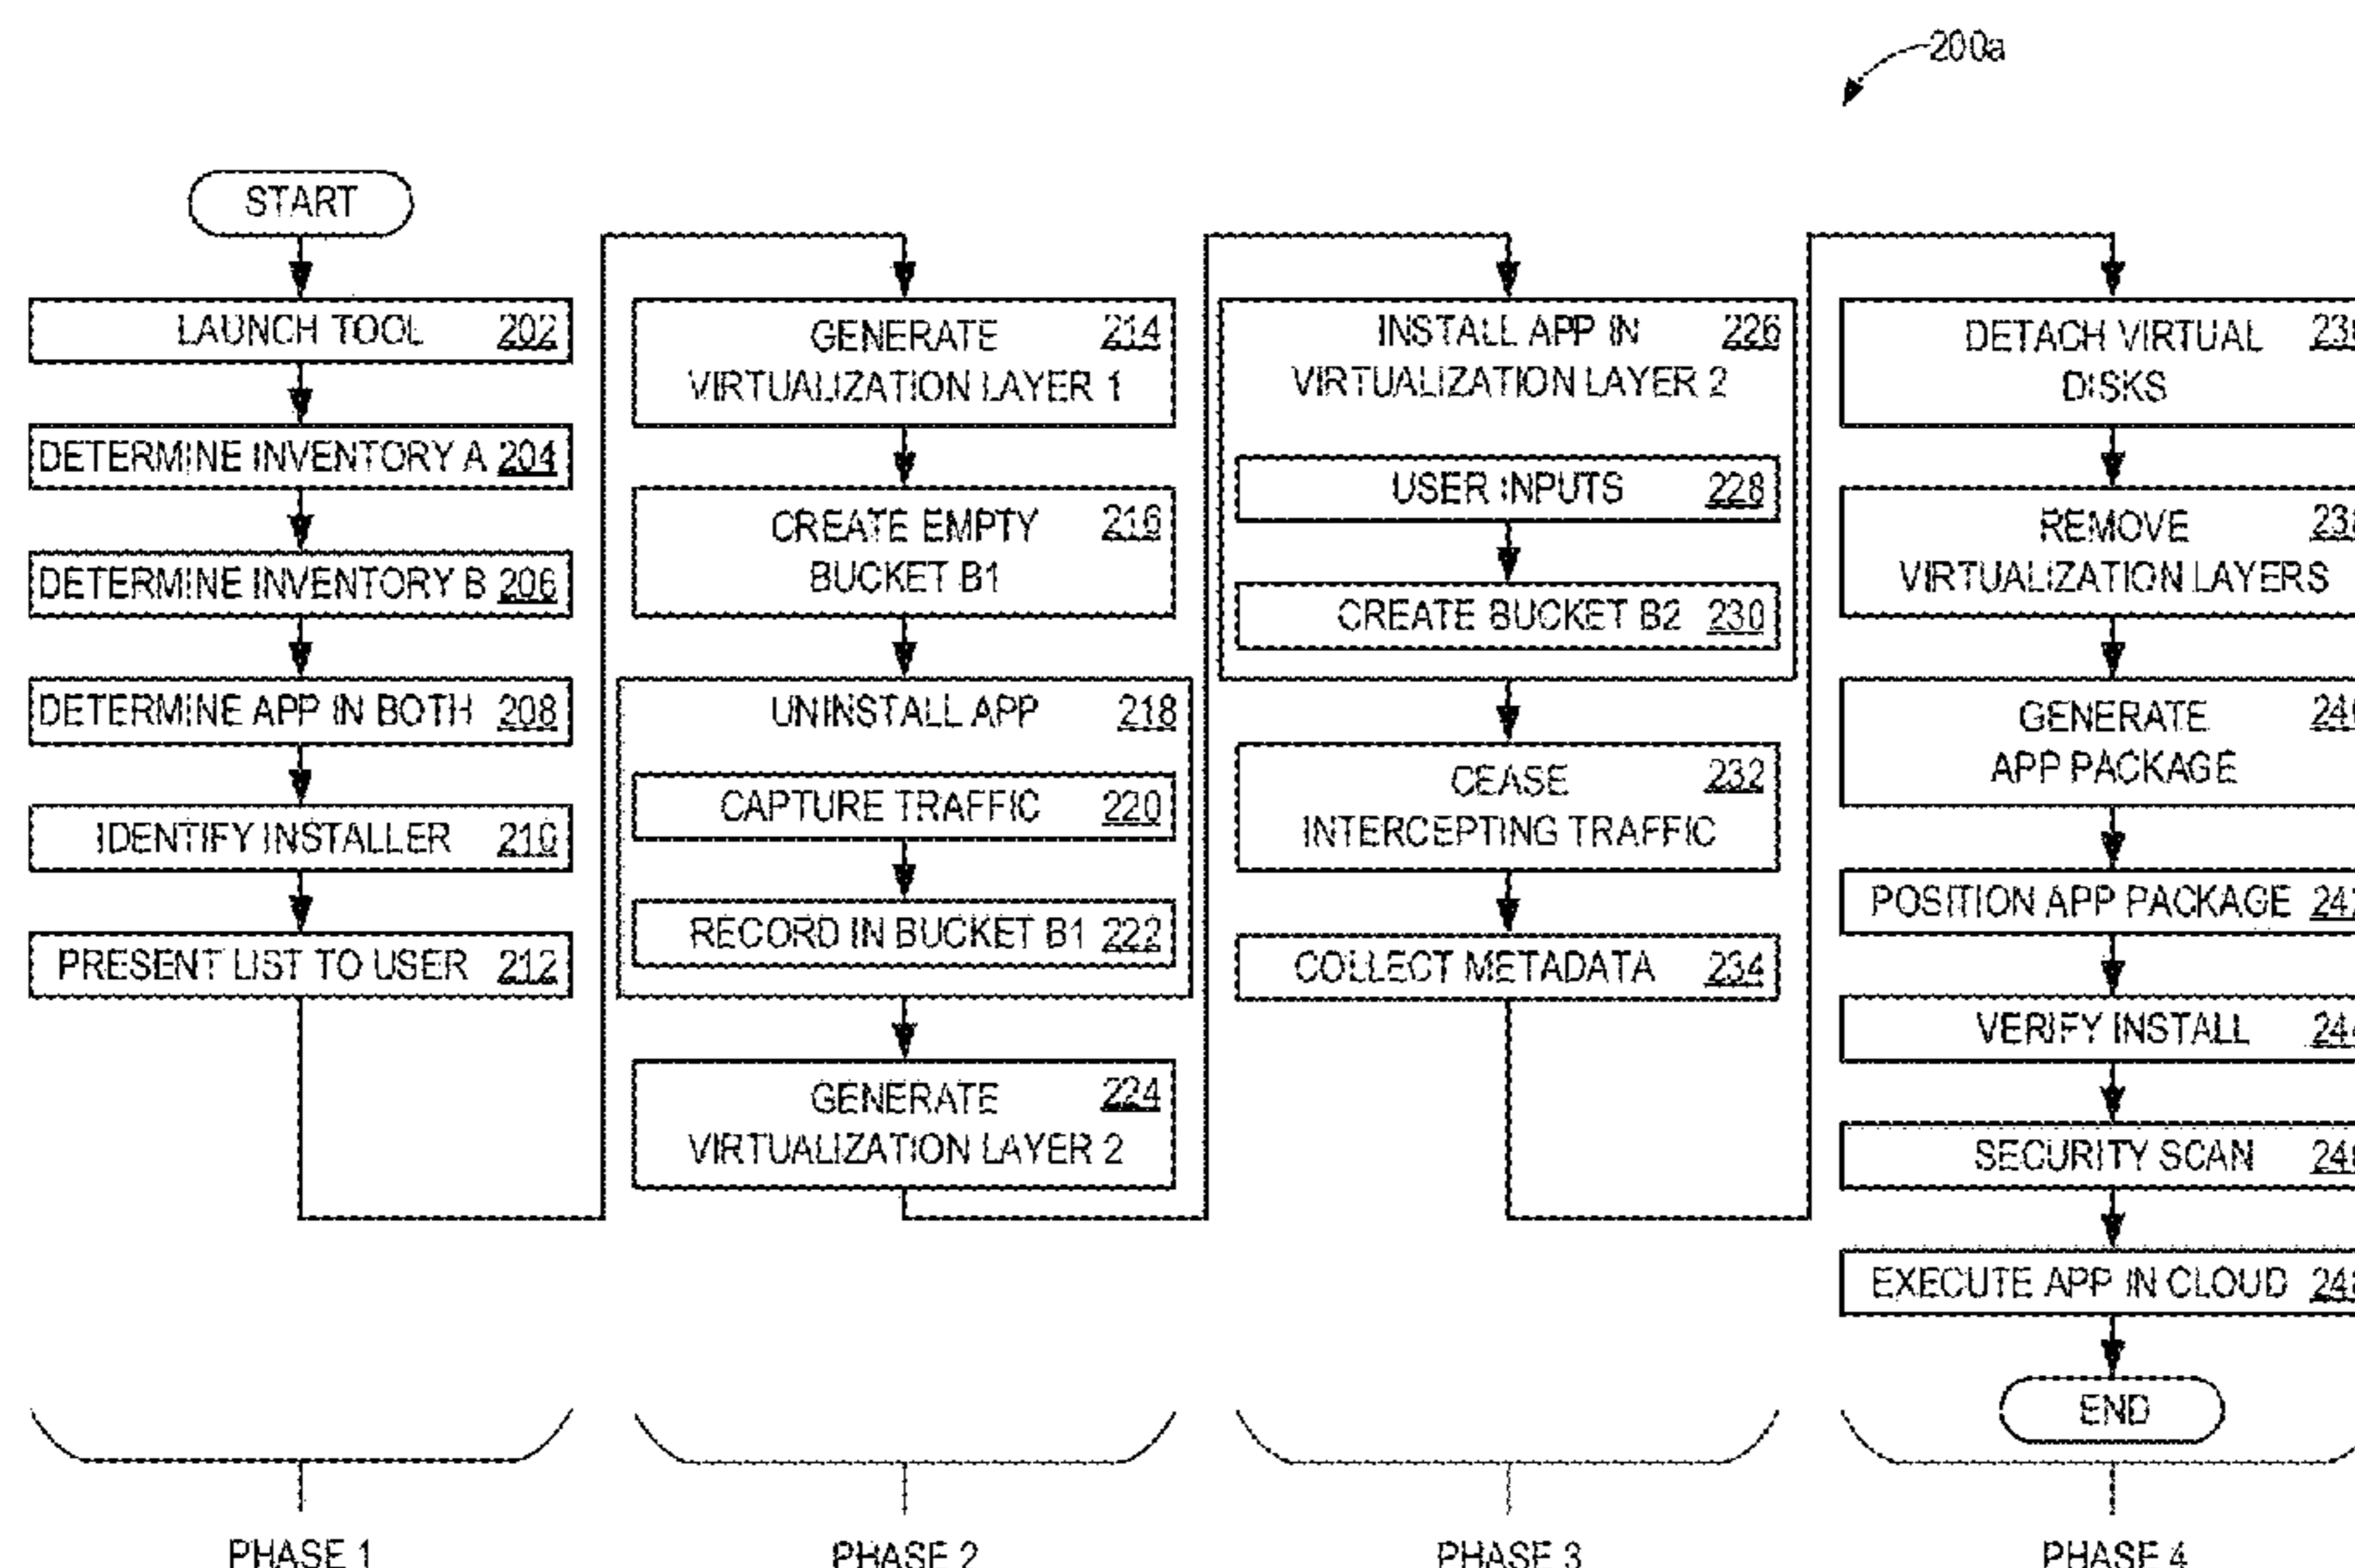 200a
START
LAUNCH TOOL 202
DETERMINE INVENTORY A 204
DETERMINE INVENTORY B 206
DETERMINE APP IN BOTH 208
IDENTIFY INSTALLER 210
PRESENT LIST TO USER 212
PHASE 1
GENERATE 214
VIRTUALIZATION LAYER 1
CREATE EMPTY 216
BUCKET B1
UNINSTALL APP 218
CAPTURE TRAFFIC 220
RECORD IN BUCKET B1 222
GENERATE 224
VIRTUALIZATION LAYER 2
PHASE 2
INSTALL APP IN 226
VIRTUALIZATION LAYER 2
USER INPUTS 228
CREATE BUCKET B2 230
CEASE 232
INTERCEPTING TRAFFIC
COLLECT METADATA 234
PHASE 3
DETACH VIRTUAL
DISKS
REMOVE
VIRTUALIZATION LAYERS
GENERATE
APP PACKAGE
POSITION APP PACKAGE
VERIFY INSTALL
SECURITY SCAN
EXECUTE APP IN CLOUD
END
PHASE 4